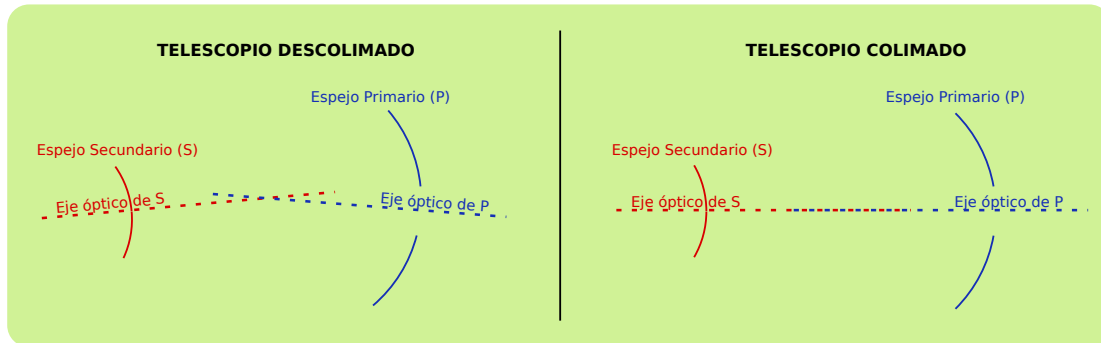 TELESCOPIO DESCOLIMADO
Espejo Primario (P)
Espejo Secundario (S)
Eje óptico de S
Eje óptico de P
TELESCOPIO COLIMADO
Espejo Primario (P)
Espejo Secundario (S)
Eje óptico de S
Eje óptico de P